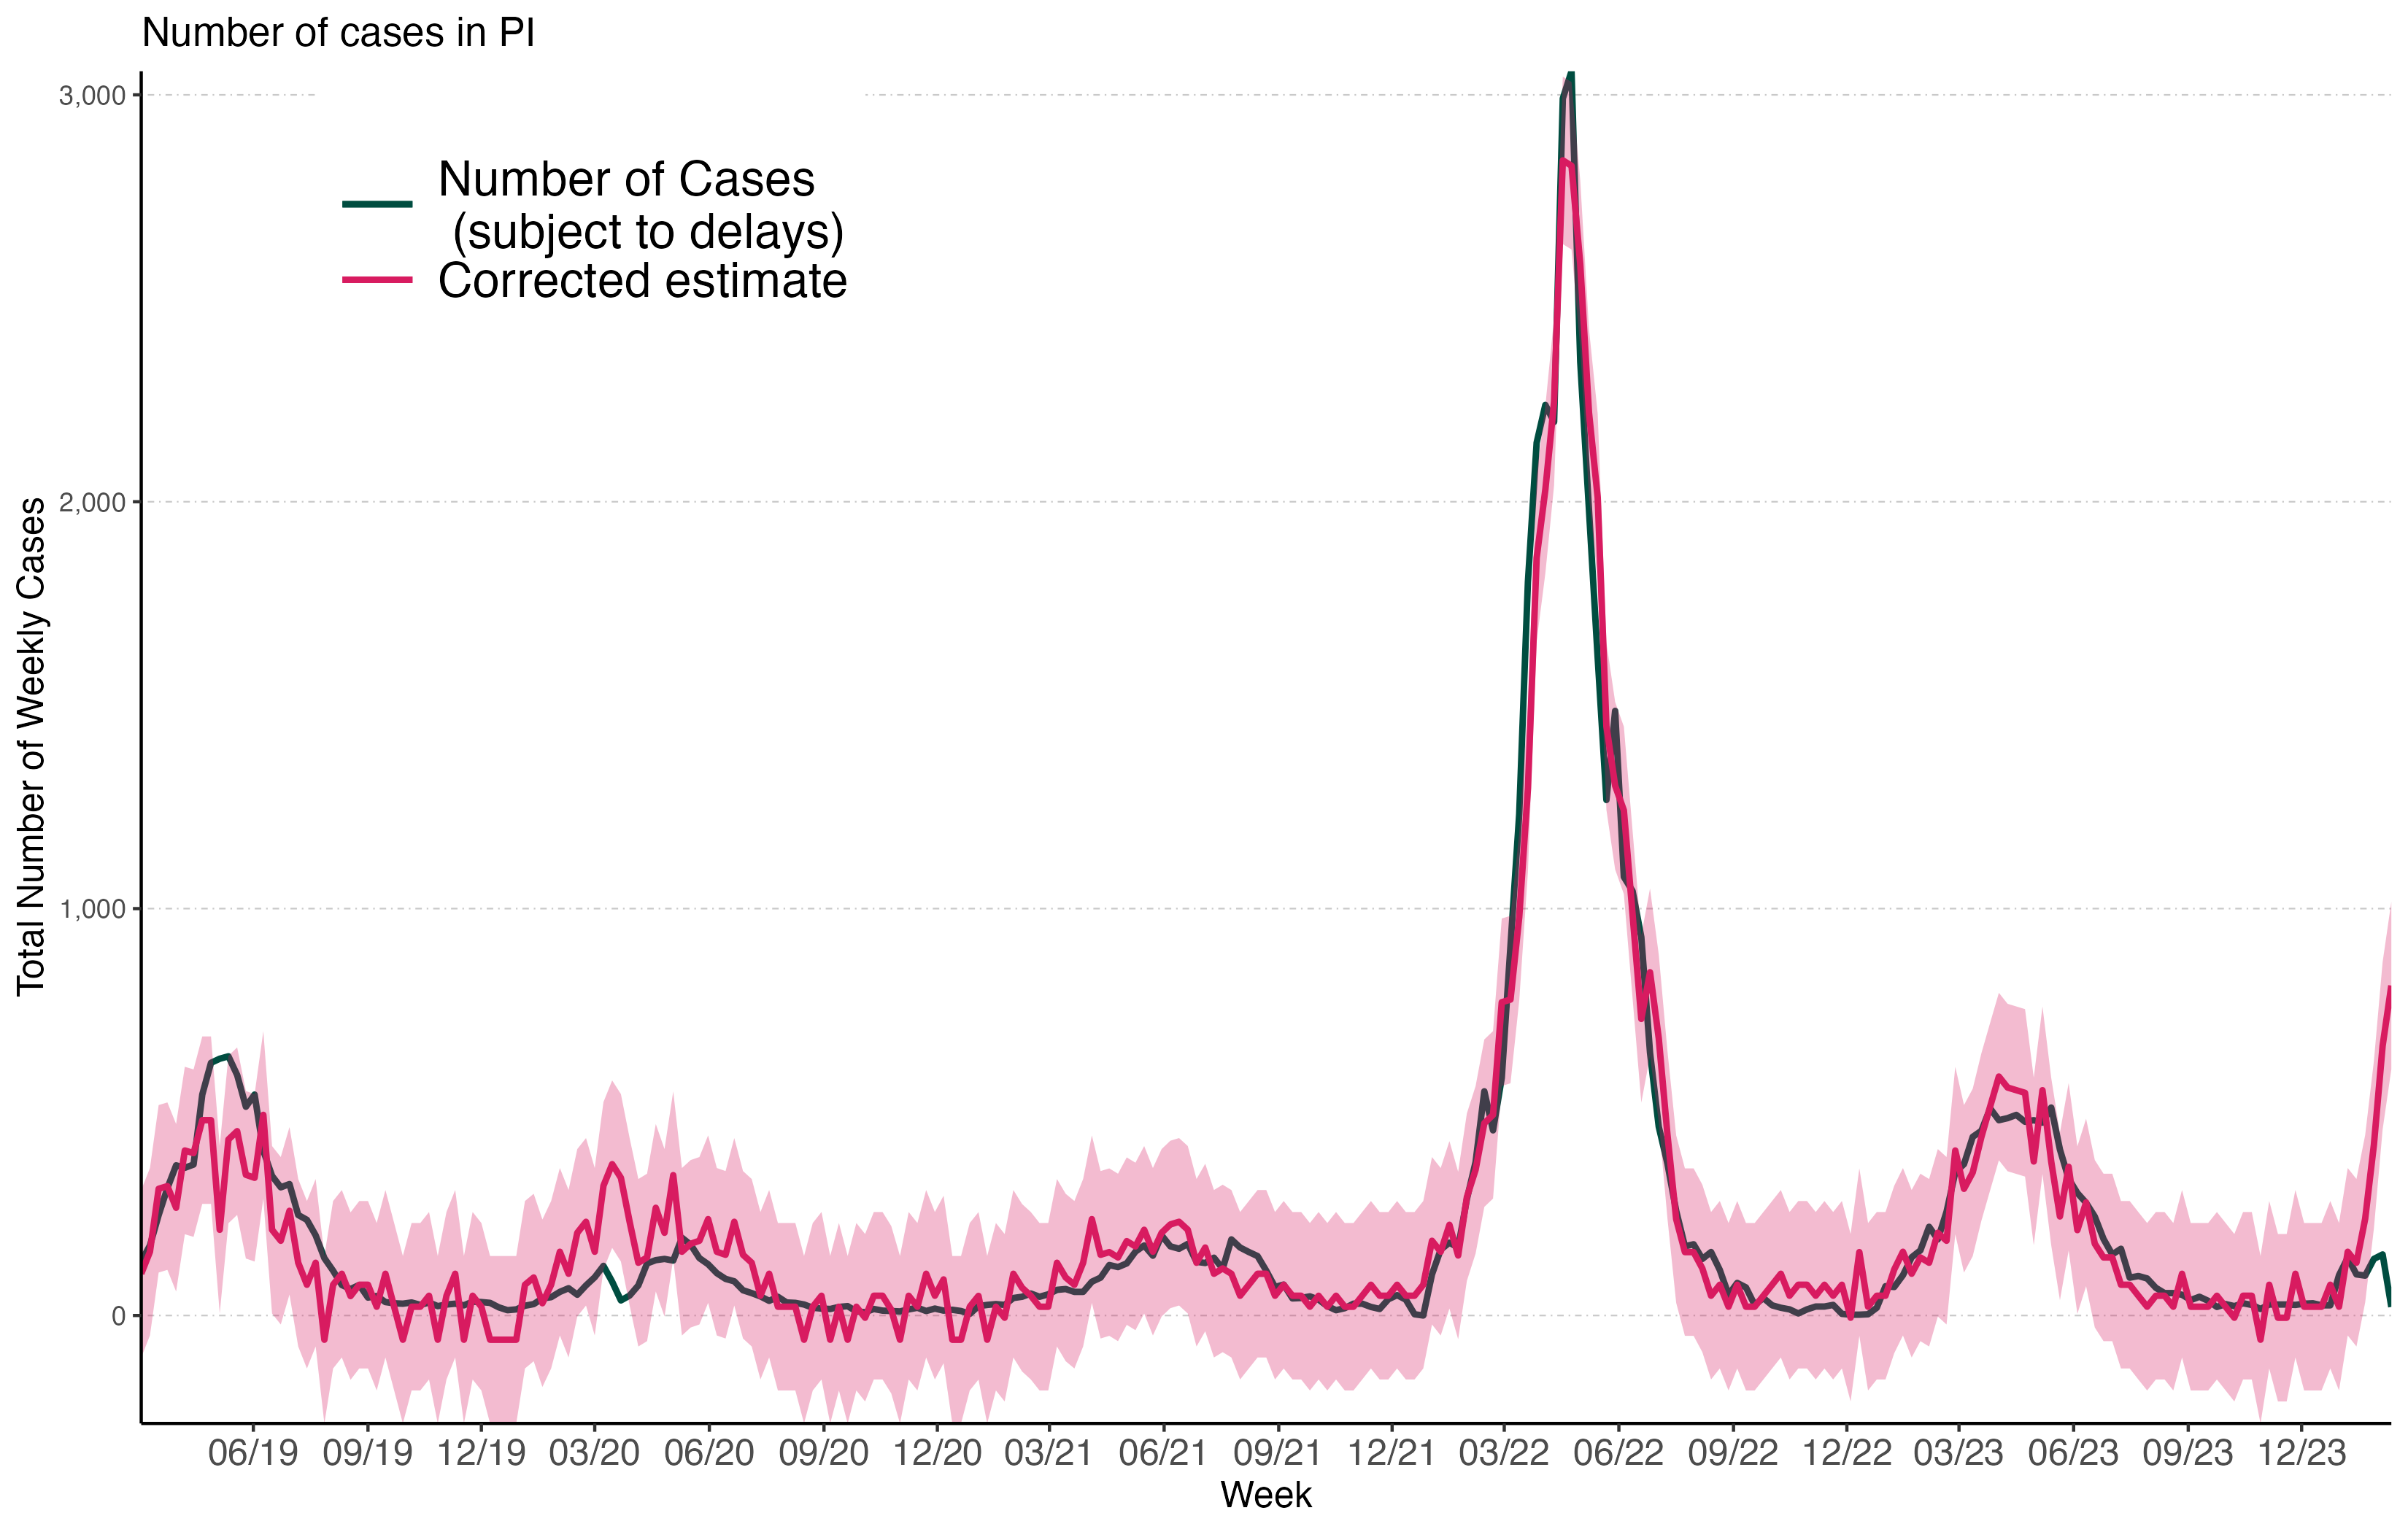 Number of cases in PI
3,000
2,000
1,000
0
Total Number of Weekly Cases
Number of Cases
(subject to delays)
Corrected estimate
06/19 09/19 12/19 03/20 06/20 09/20 12/20 03/21 06/21 09/21 12/21 03/22 06/22 09/22 12/22 03/23 06/23 09/23 12/23
Week